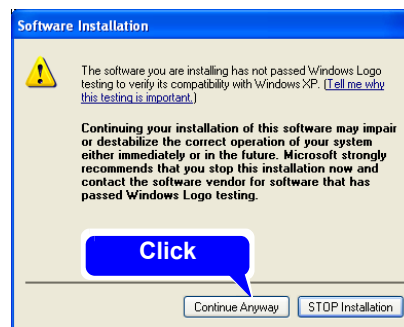 Software Installation
The software you are installing has not passed Windows Logo
testing to verify its compatibility with Windows XP. (Tell me why
this testing is important.)
Continuing your installation of this software may impair
or destabilize the correct operation of your system
either immediately or in the future. Microsoft strongly
recommends that you stop this installation now and
contact the software vendor for software that has
passed Windows Logo testing.
Click
Continue Anyway
STOP Installation